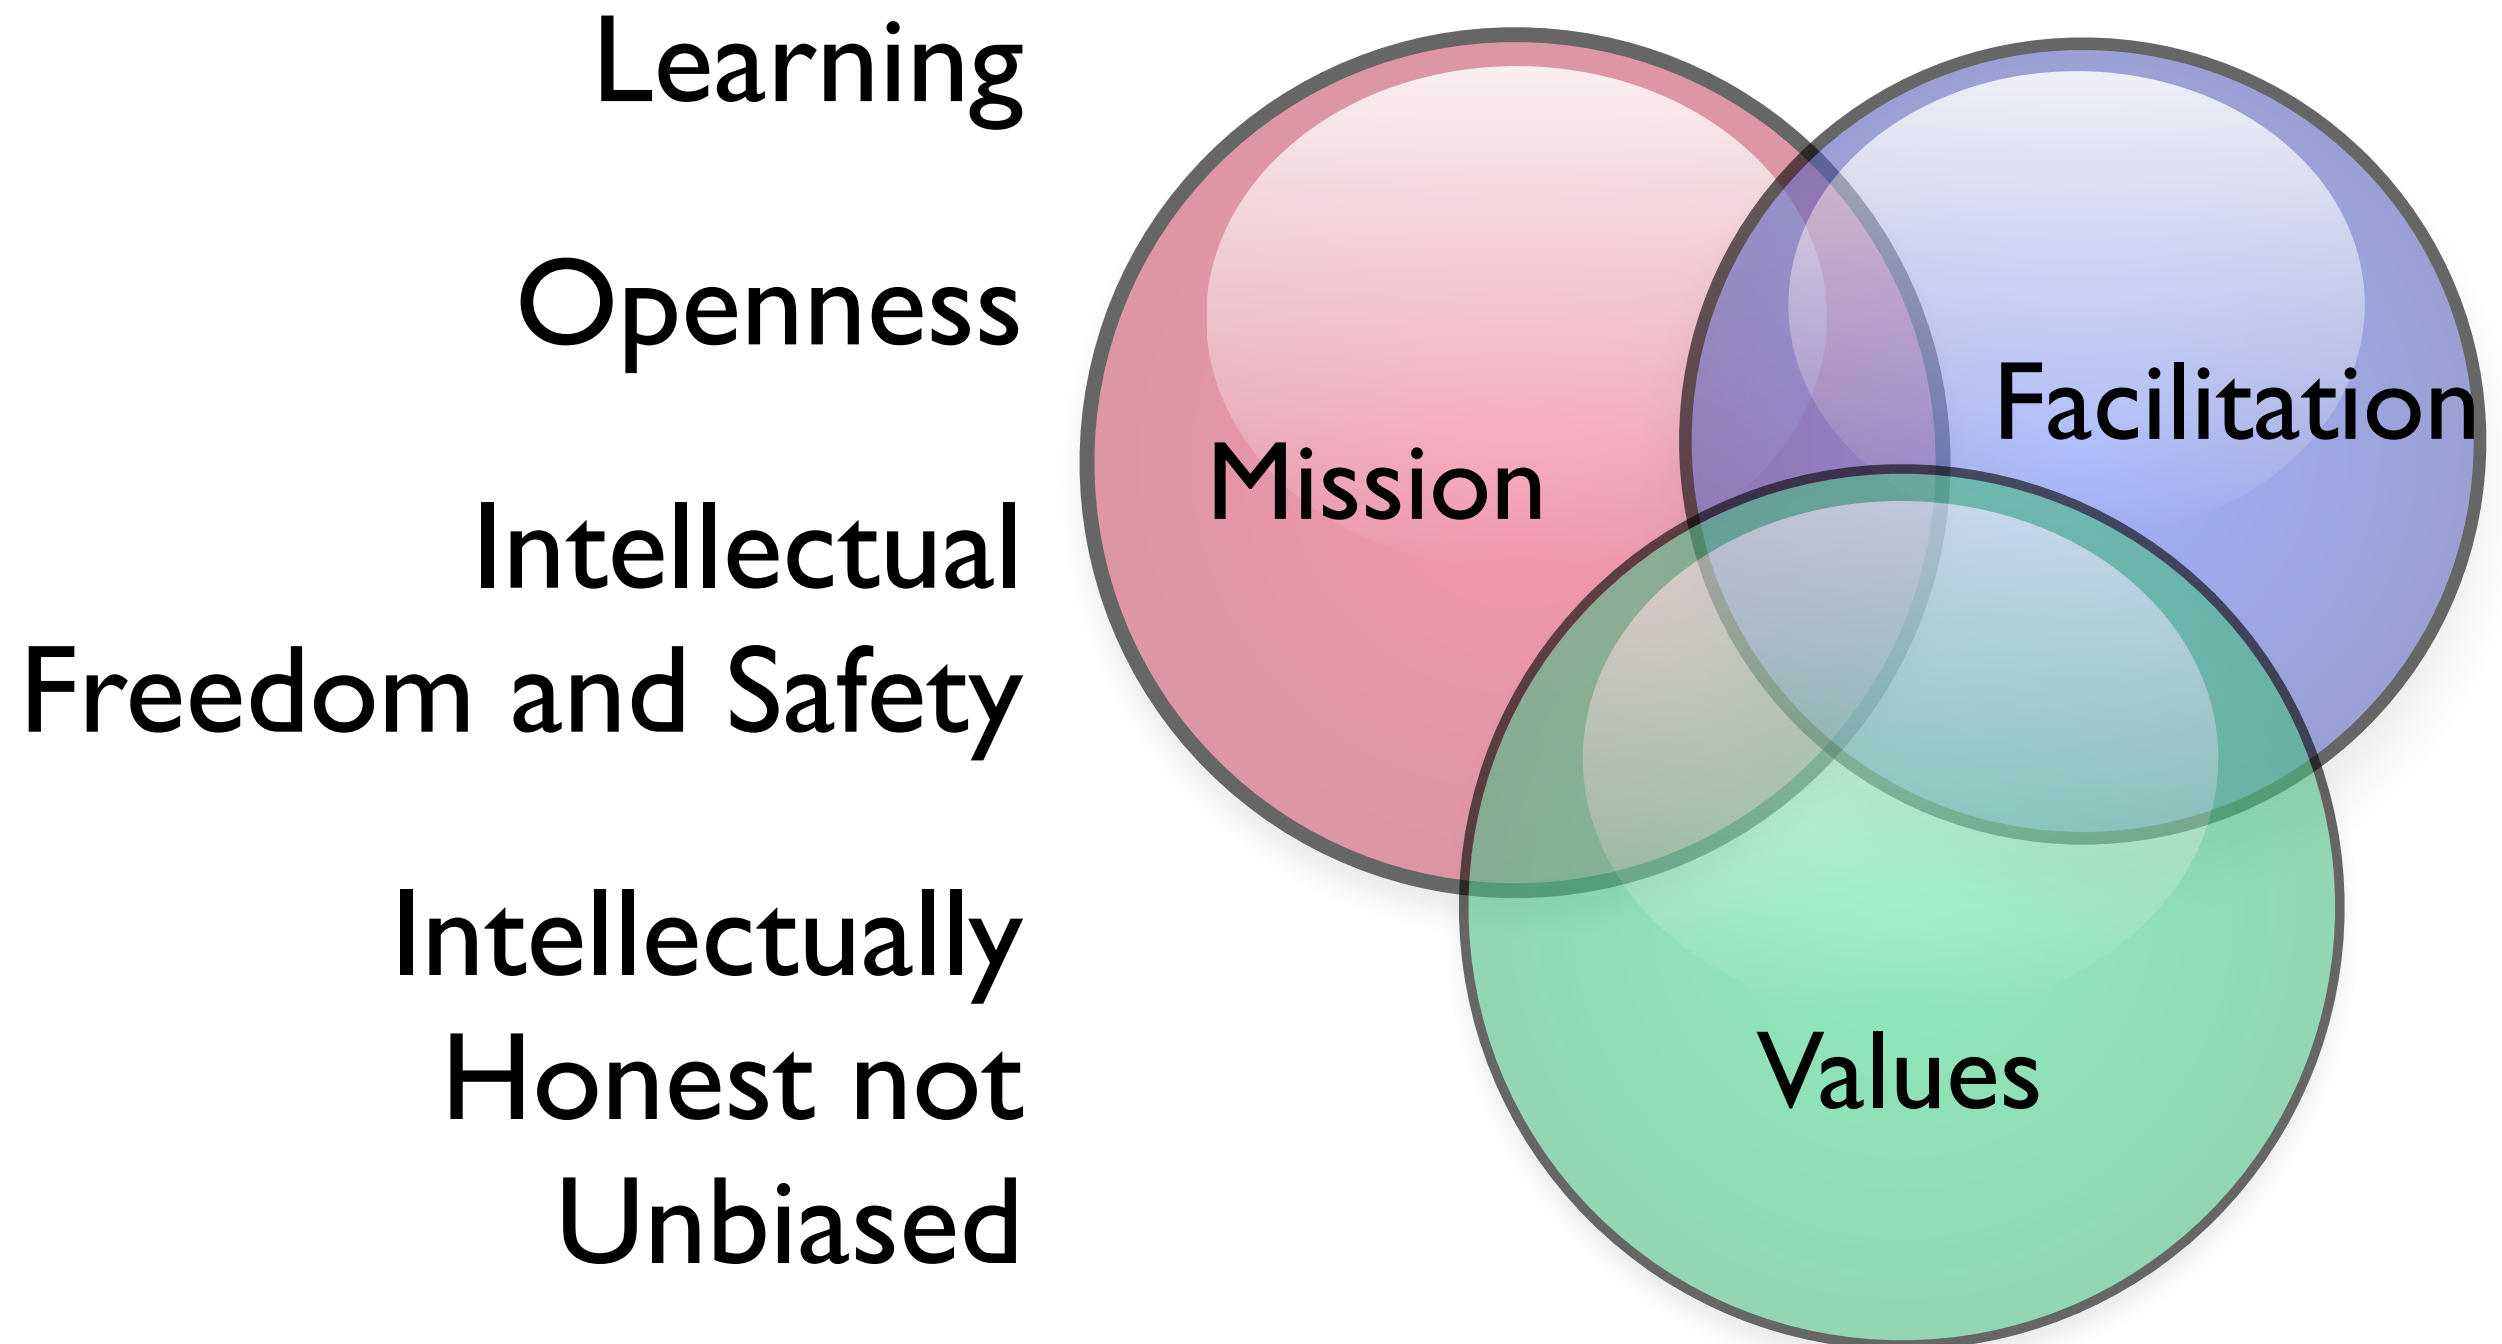 Learning
Openness
Intellectual
Freedom and Safety
Intellectually
Honest not
Unbiased
Mission
Facilitation
Values